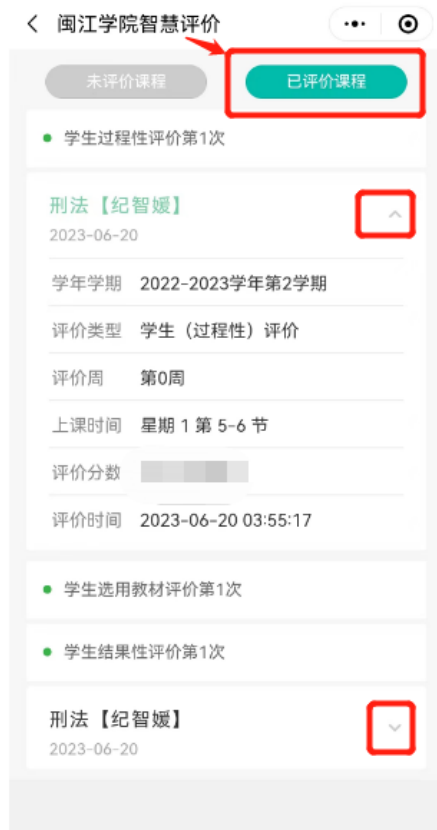 闽江学院智慧评价
未评价课程
已评价课程
学生过程性评价第1次
刑法【纪智媛】
2023-06-20
学年学期 2022-2023学年第2学期
评价类型 学生（过程性）评价
评价周 第0周
上课时间 星期 1 第 5-6 节
评价分数
评价时间 2023-06-20 03:55:17
学生选用教材评价第1次
学生结果性评价第1次
刑法【纪智媛】
2023-06-20